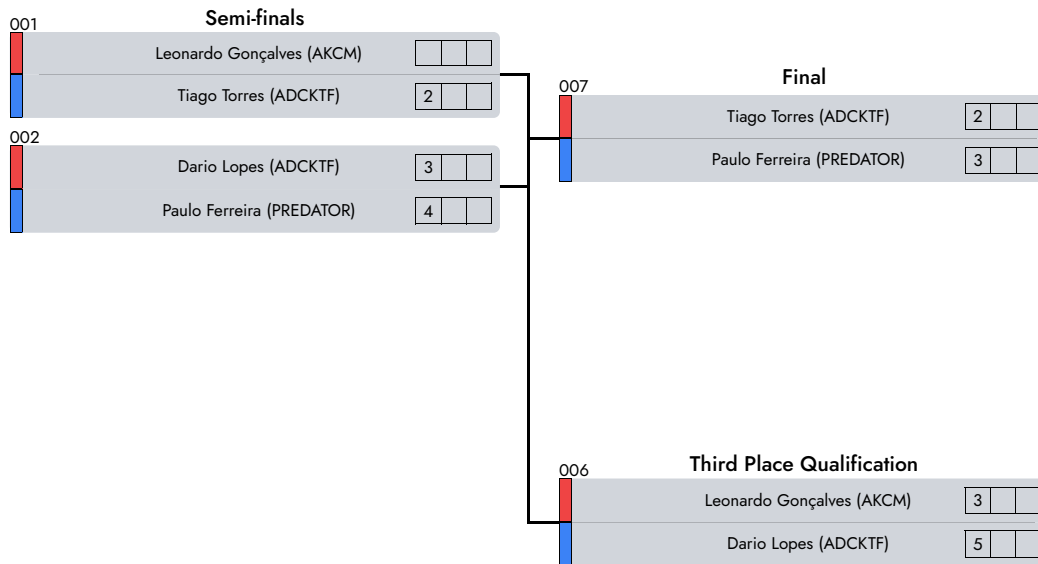 Semi-finals
001
Leonardo Gonçalves (AKCM)
Tiago Torres (ADCKTF) 2
002
Dario Lopes (ADCKTF) 3
Paulo Ferreira (PREDATOR) 4
Final
007
Tiago Torres (ADCKTF) 2
Paulo Ferreira (PREDATOR) 3
Third Place Qualification
006
Leonardo Gonçalves (AKCM) 3
Dario Lopes (ADCKTF) 5